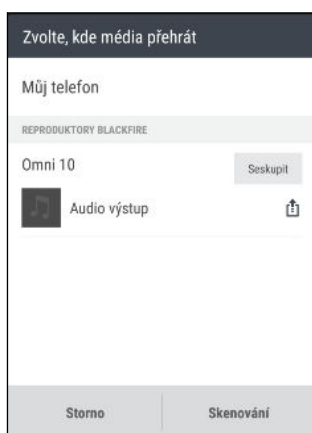 Zvolte, kde média přehrát
Můj telefon
REPRODUKTORY BLACKFIRE
Omni 10
Seskupit
Audio výstup
Storno
Skenování